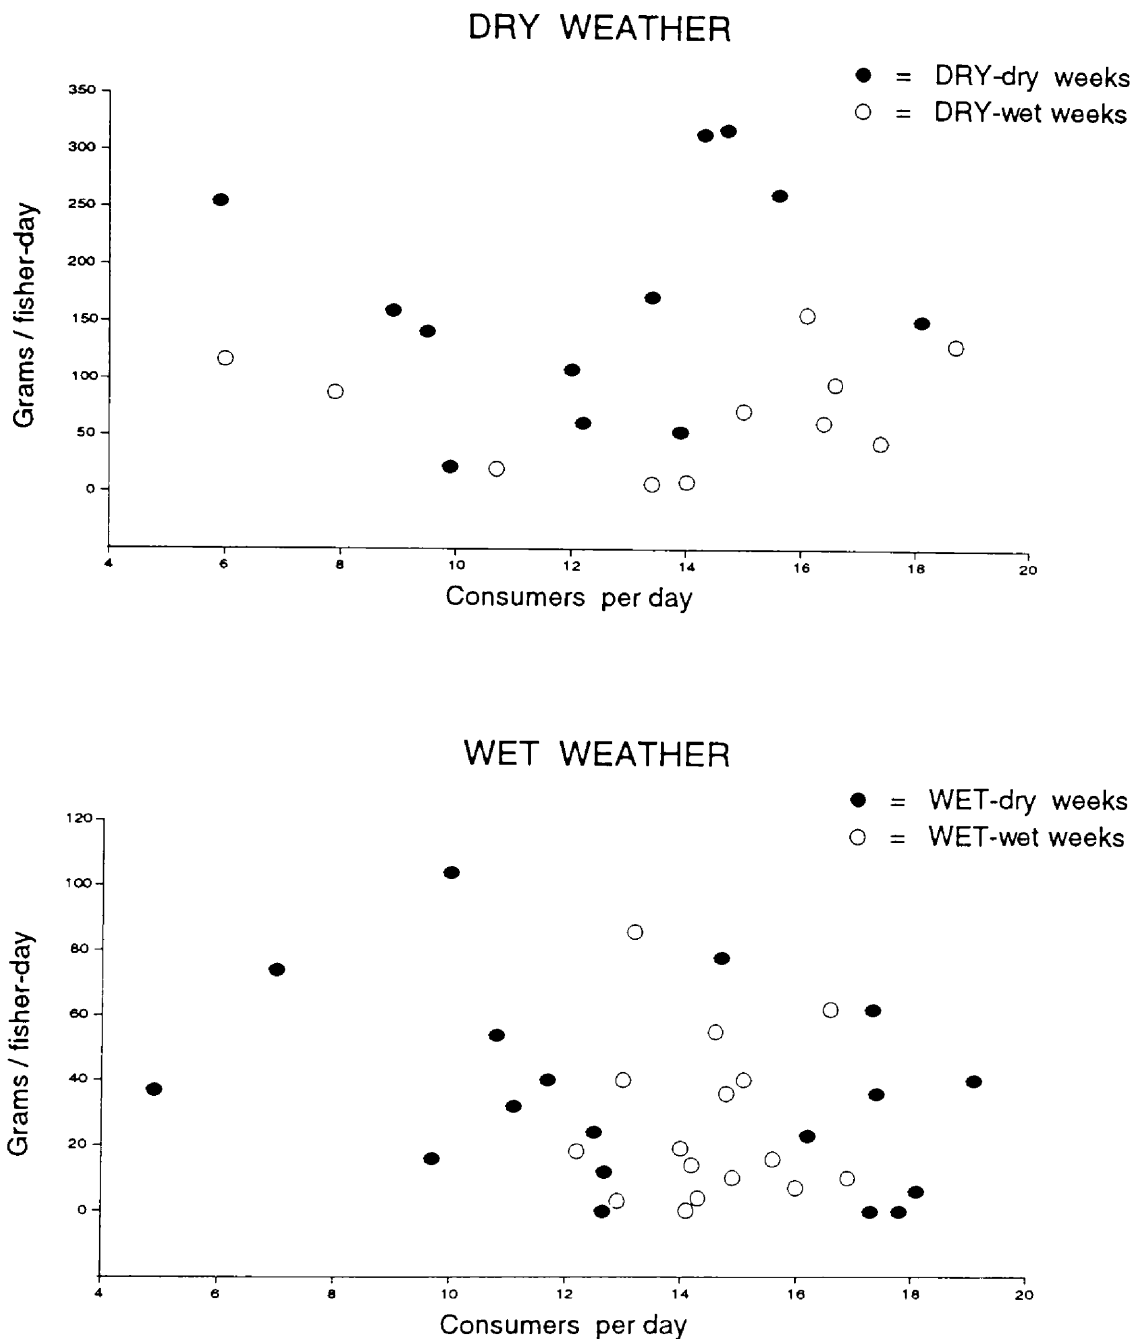 DRY WEATHER
● = DRY-dry weeks
○ = DRY-wet weeks
350
300
250
200
150
100
50
0
Grams / fisher-day
4 6 8 10 12 14 16 18 20
Consumers per day
WET WEATHER
● = WET-dry weeks
○ = WET-wet weeks
120
100
80
60
40
20
0
Grams / fisher-day
4 6 8 10 12 14 16 18 20
Consumers per day